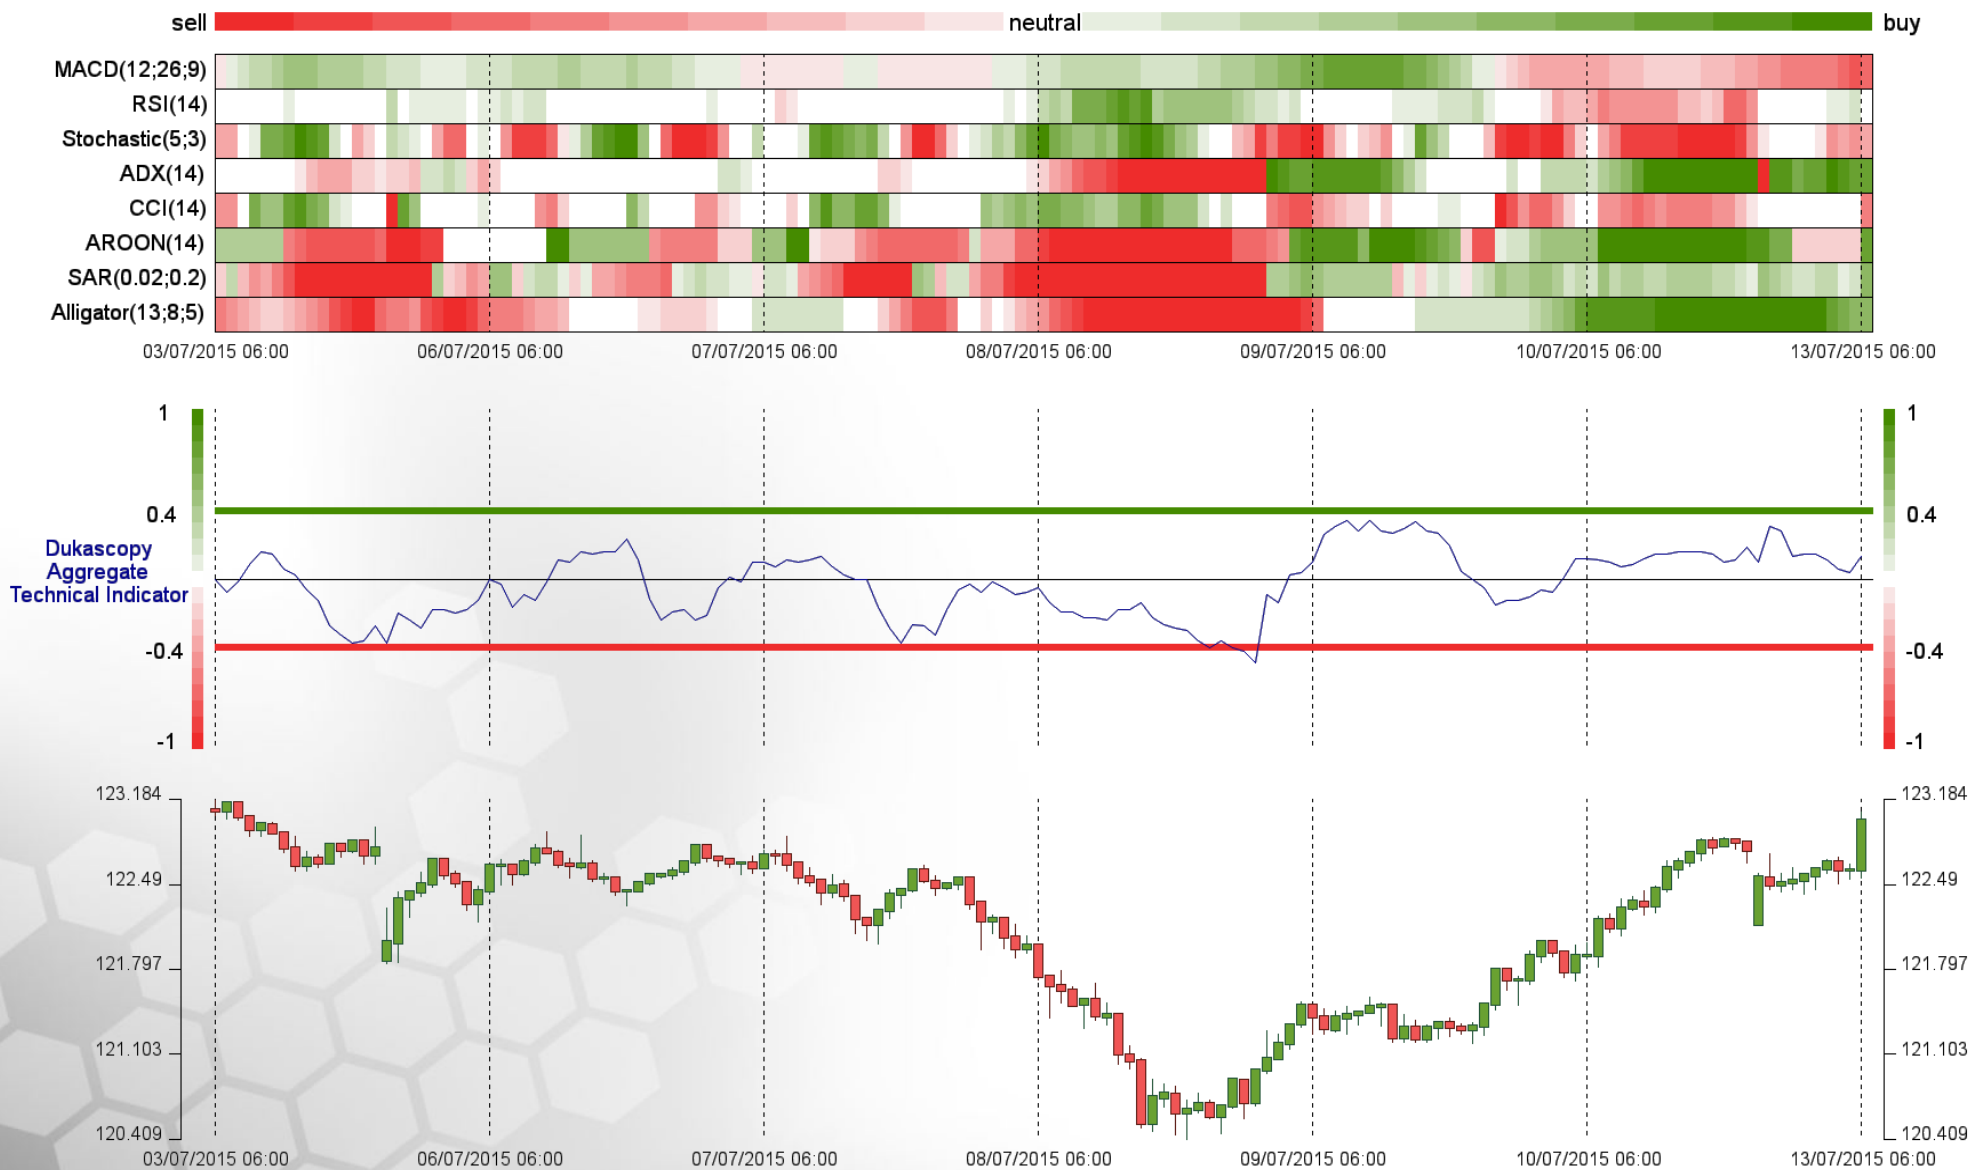 sell neutral buy
MACD(12;26;9)
RSI(14)
Stochastic(5;3)
ADX(14)
CCI(14)
AROON(14)
SAR(0.02;0.2)
Alligator(13;8;5)
03/07/2015 06:00 06/07/2015 06:00 07/07/2015 06:00 08/07/2015 06:00 09/07/2015 06:00 10/07/2015 06:00 13/07/2015 06:00
1 1
0.4 0.4
Dukascopy
Aggregate
Technical Indicator
-0.4 -0.4
-1 -1
123.184 123.184
122.49 122.49
121.797 121.797
121.103 121.103
120.409 120.409
03/07/2015 06:00 06/07/2015 06:00 07/07/2015 06:00 08/07/2015 06:00 09/07/2015 06:00 10/07/2015 06:00 13/07/2015 06:00